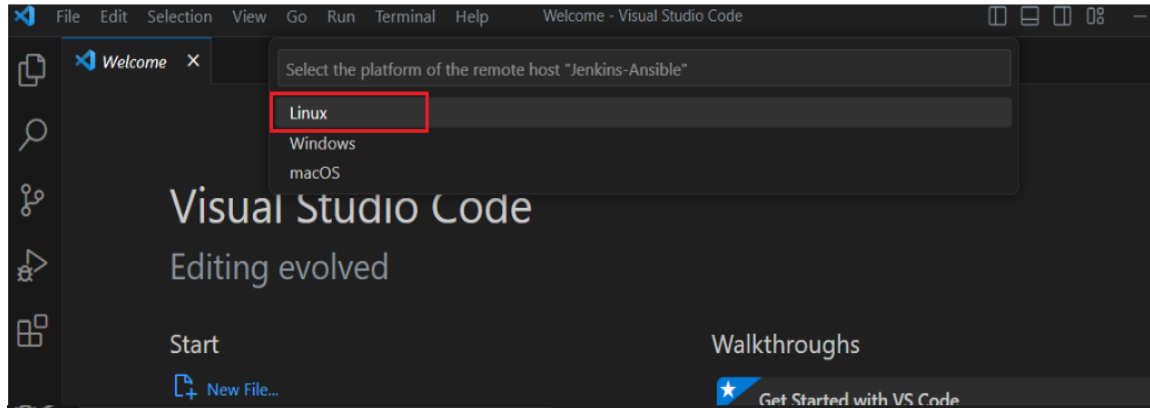 File Edit Selection View Go Run Terminal Help Welcome - Visual Studio Code
Welcome
Select the platform of the remote host "Jenkins-Ansible"
Linux
Windows
macOS
Visual Studio Code
Editing evolved
Start
Walkthroughs
New File...
Get Started with VS Code